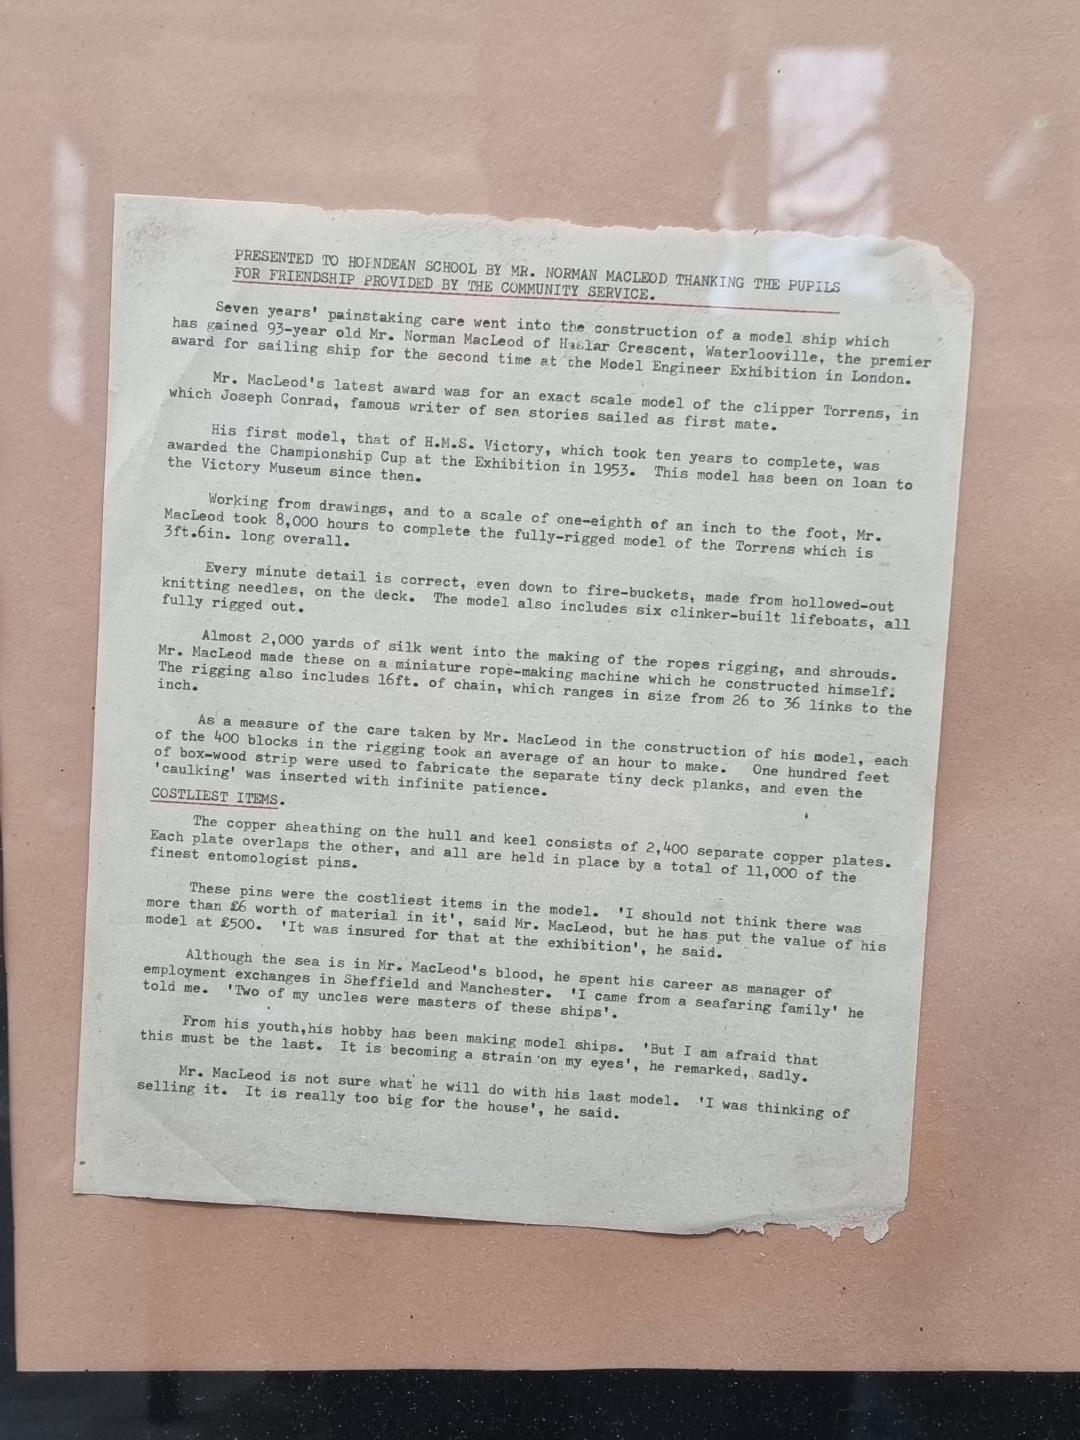 PRESENTED TO HORNDEAN SCHOOL BY MR. NORMAN MACLEOD THANKING THE PUPILS
FOR FRIENDSHIP PROVIDED BY THE COMMUNITY SERVICE.
Seven years' painstaking care went into the construction of a model ship which
has gained 93-year old Mr. Norman MacLeod of Haslar Crescent, Waterlooville, the premier
award for sailing ship for the second time at the Model Engineer Exhibition in London.
Mr. MacLeod's latest award was for an exact scale model of the clipper Torrens, in
which Joseph Conrad, famous writer of sea stories sailed as first mate.
His first model, that of H.M.S. Victory, which took ten years to complete, was
awarded the Championship Cup at the Exhibition in 1953. This model has been on loan to
the Victory Museum since then.
Working from drawings, and to a scale of one-eighth of an inch to the foot, Mr.
MacLeod took 8,000 hours to complete the fully-rigged model of the Torrens which is
3ft.6in. long overall.
Every minute detail is correct, even down to fire-buckets, made from hollowed-out
knitting needles, on the deck. The model also includes six clinker-built lifeboats, all
fully rigged out.
Almost 2,000 yards of silk went into the making of the ropes rigging, and shrouds.
Mr. MacLeod made these on a miniature rope-making machine which he constructed himself.
The rigging also includes 16ft. of chain, which ranges in size from 26 to 36 links to the
inch.
As a measure of the care taken by Mr. MacLeod in the construction of his model, each
of the 400 blocks in the rigging took an average of an hour to make. One hundred feet
of box-wood strip were used to fabricate the separate tiny deck planks, and even the
'caulking' was inserted with infinite patience.
COSTLIEST ITEMS.
The copper sheathing on the hull and keel consists of 2,400 separate copper plates.
Each plate overlaps the other, and all are held in place by a total of 11,000 of the
finest entomologist pins.
These pins were the costliest items in the model. 'I should not think there was
more than £6 worth of material in it', said Mr. MacLeod, but he has put the value of his
model at £500. 'It was insured for that at the exhibition', he said.
Although the sea is in Mr. MacLeod's blood, he spent his career as manager of
employment exchanges in Sheffield and Manchester. 'I came from a seafaring family' he
told me. 'Two of my uncles were masters of these ships'.
From his youth,his hobby has been making model ships. 'But I am afraid that
this must be the last. It is becoming a strain on my eyes', he remarked, sadly.
Mr. MacLeod is not sure what he will do with his last model. 'I was thinking of
selling it. It is really too big for the house', he said.